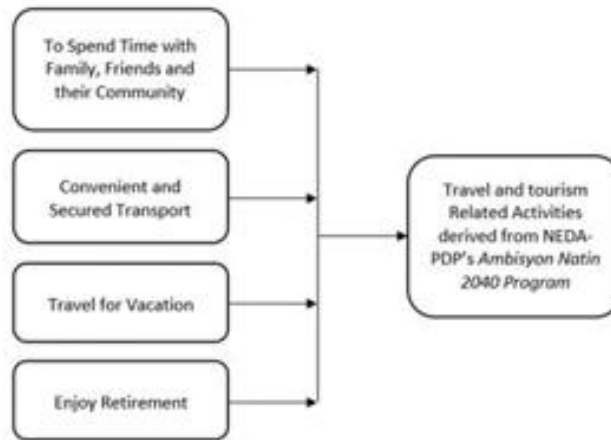 To Spend Time with
Family, Friends and
their Community
Convenient and
Secured Transport
Travel for Vacation
Enjoy Retirement
Travel and tourism
Related Activities
derived from NEDA-
PDP's Ambisyon Natin
2040 Program